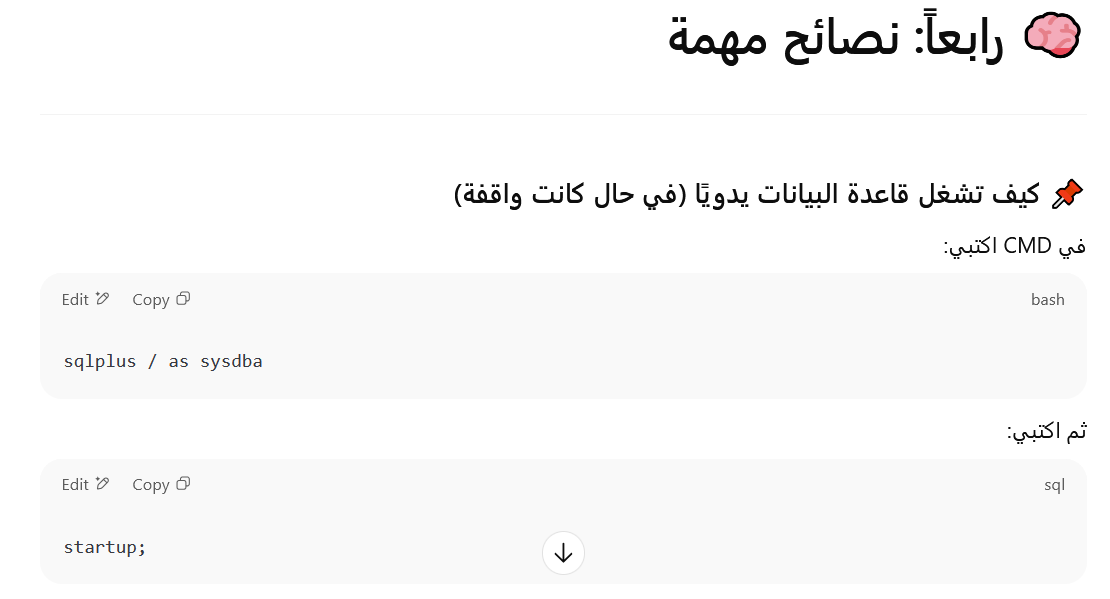 🧠 رابعاً: نصائح مهمة
📌 كيف تشغل قاعدة البيانات يدويًا (في حال كانت واقفة)
في CMD اكتبي:
Edit Copy bash
sqlplus / as sysdba
ثم اكتبي:
Edit Copy sql
startup;